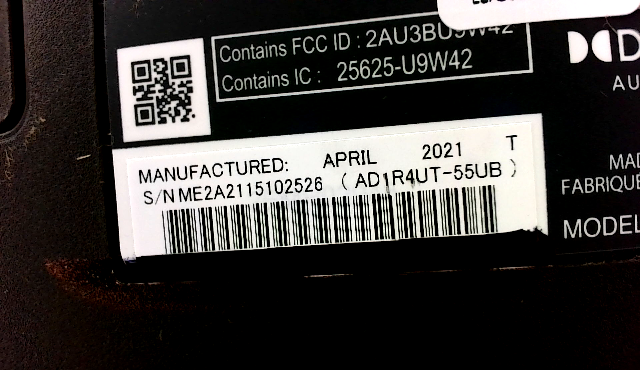 Contains FCC ID : 2AU3BU9W42
Contains IC : 25625-U9W42
MANUFACTURED: APRIL 2021 T
S/N ME2A2115102526 ( AD1R4UT-55UB )
AU
MAD
FABRIQUE
MODEL